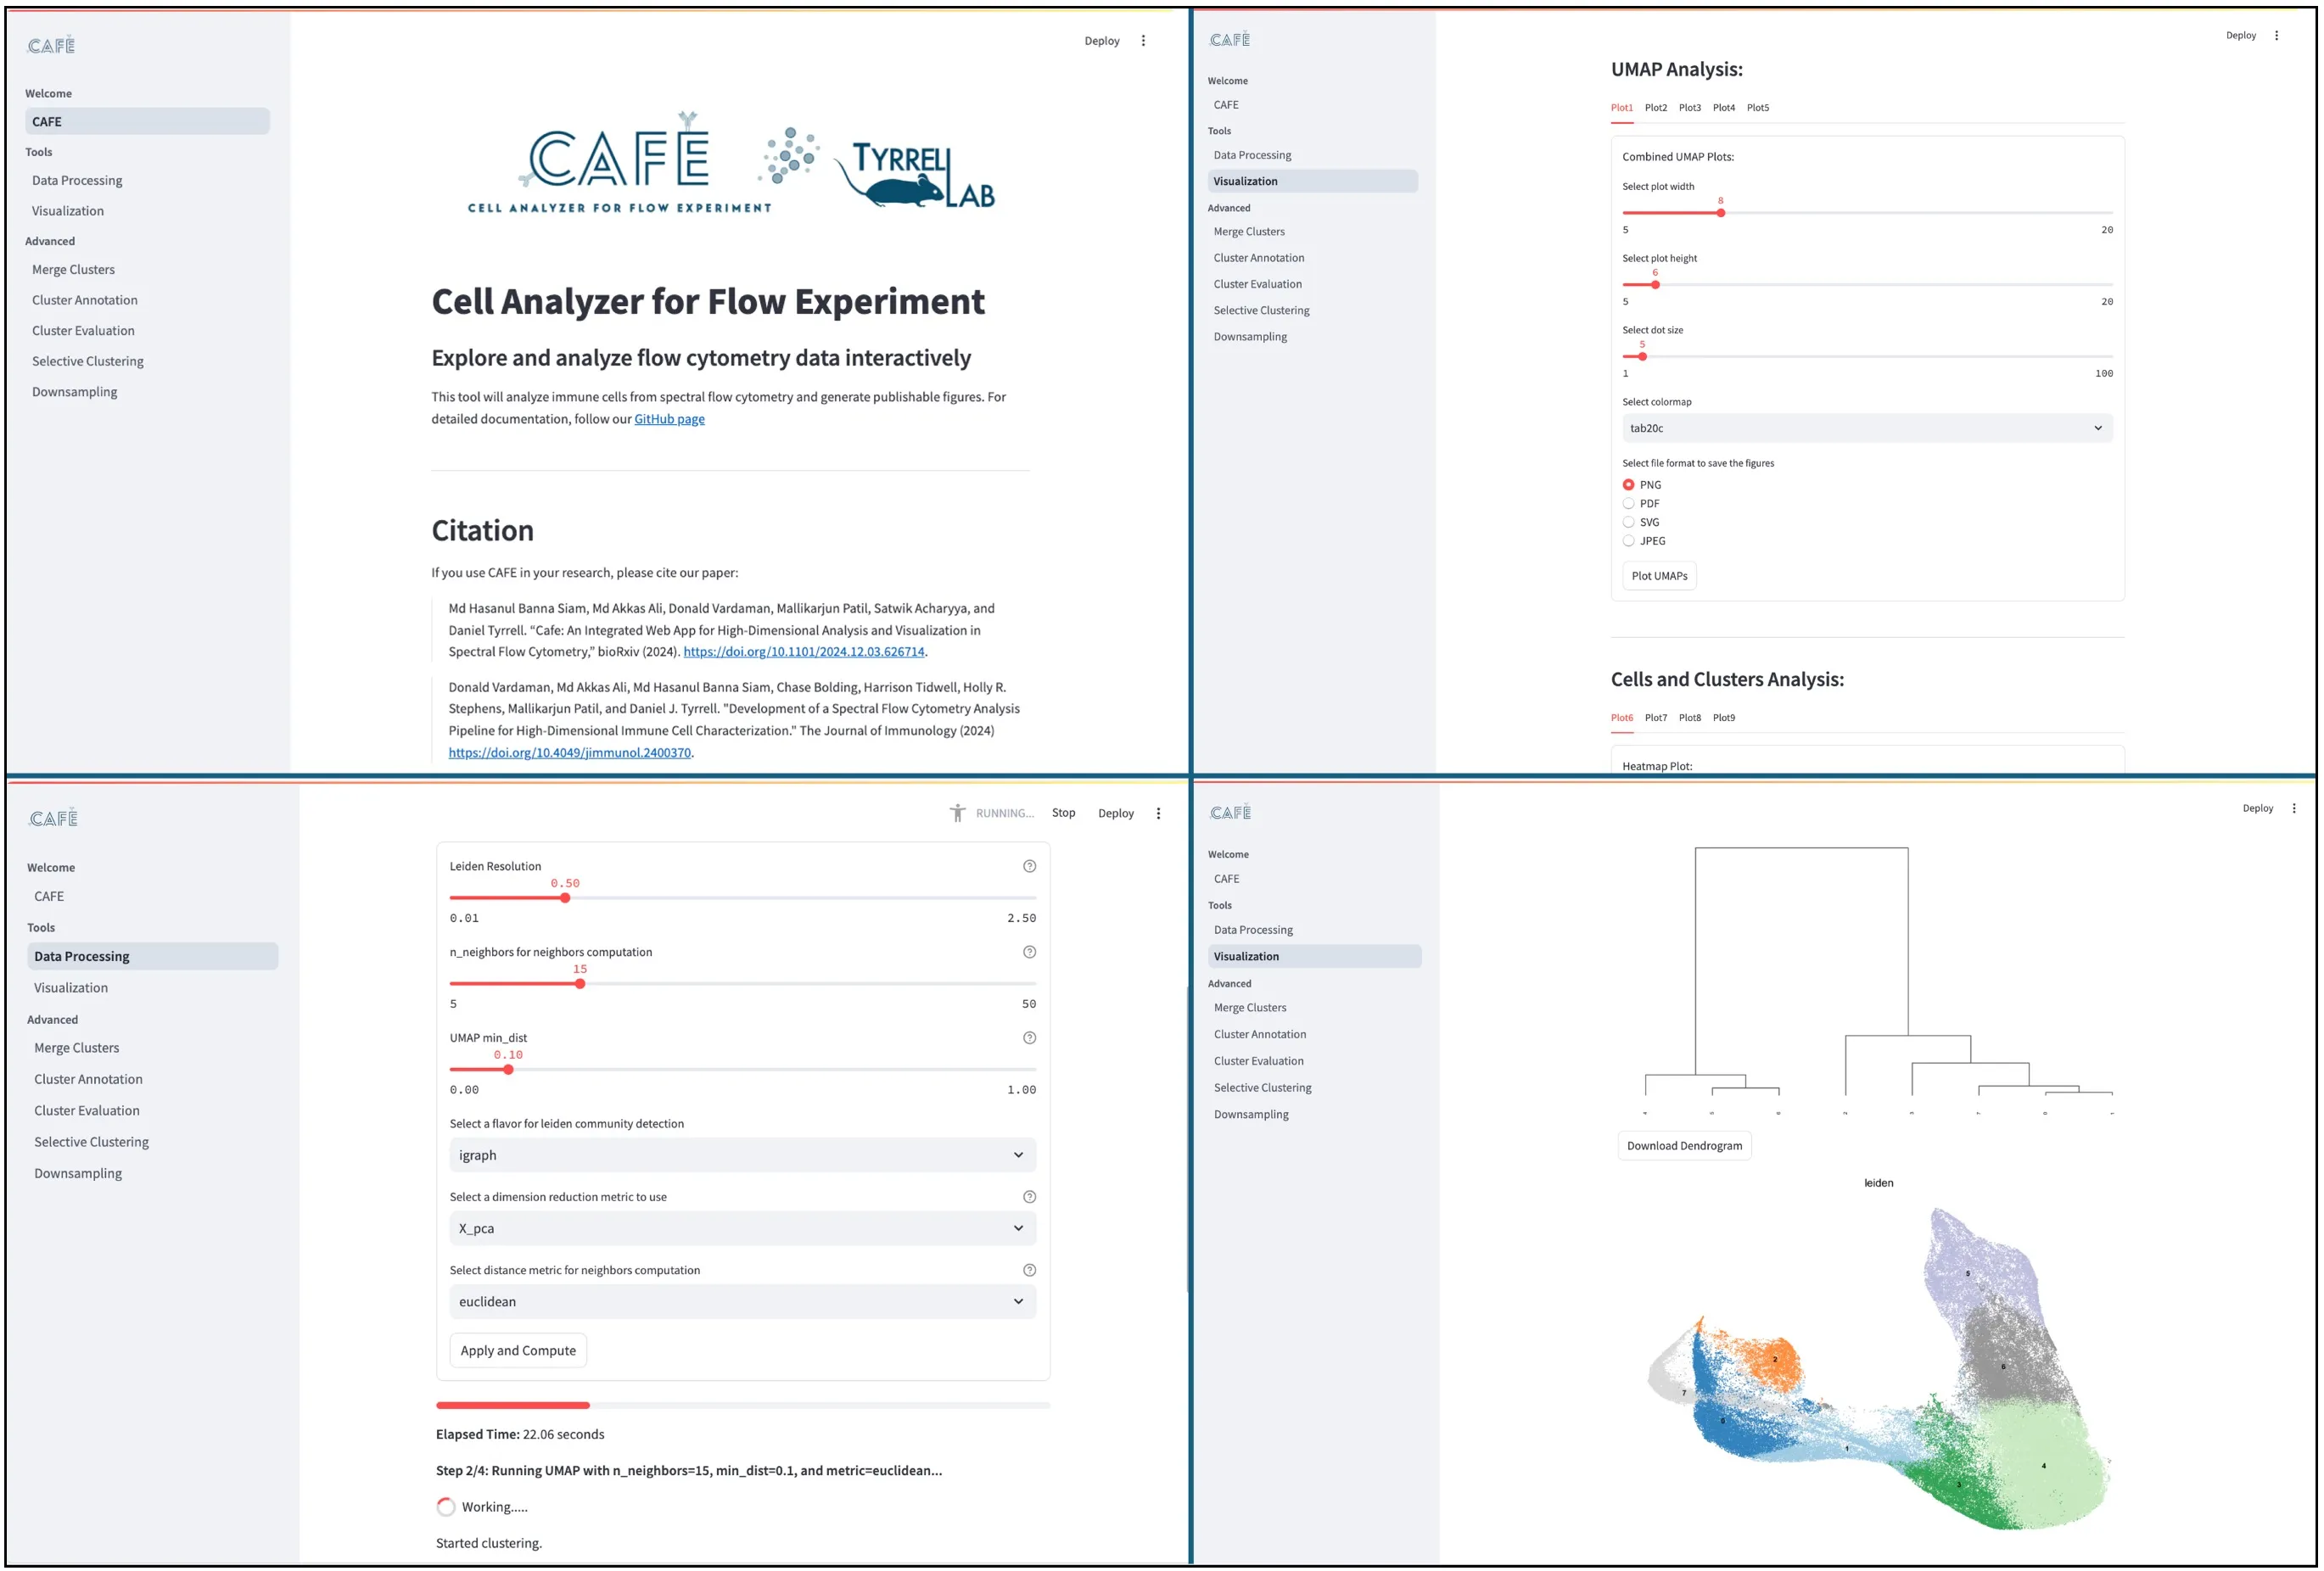 CAFE
Welcome
CAFE
Tools
Data Processing
Visualization
Advanced
Merge Clusters
Cluster Annotation
Cluster Evaluation
Selective Clustering
Downsampling
Deploy
CAFE
CELL ANALYZER FOR FLOW EXPERIMENT
TYRRELL
LAB
Cell Analyzer for Flow Experiment
Explore and analyze flow cytometry data interactively
This tool will analyze immune cells from spectral flow cytometry and generate publishable figures. For
detailed documentation, follow our GitHub page
Citation
If you use CAFE in your research, please cite our paper:
Md Hasanul Banna Siam, Md Akkas Ali, Donald Vardaman, Mallikarjun Patil, Satwik Acharyya, and
Daniel Tyrrell. “Cafe: An Integrated Web App for High-Dimensional Analysis and Visualization in
Spectral Flow Cytometry,” bioRxiv (2024). https://doi.org/10.1101/2024.12.03.626714.
Donald Vardaman, Md Akkas Ali, Md Hasanul Banna Siam, Chase Bolding, Harrison Tidwell, Holly R.
Stephens, Mallikarjun Patil, and Daniel J. Tyrrell. "Development of a Spectral Flow Cytometry Analysis
Pipeline for High-Dimensional Immune Cell Characterization." The Journal of Immunology (2024)
https://doi.org/10.4049/jimmunol.2400370.
CAFE
Welcome
CAFE
Tools
Data Processing
Visualization
Advanced
Merge Clusters
Cluster Annotation
Cluster Evaluation
Selective Clustering
Downsampling
Deploy
UMAP Analysis:
Plot1 Plot2 Plot3 Plot4 Plot5
Combined UMAP Plots:
Select plot width
8
5 20
Select plot height
6
5 20
Select dot size
5
1 100
Select colormap
tab20c
Select file format to save the figures
PNG
PDF
SVG
JPEG
Plot UMAPs
Cells and Clusters Analysis:
Plot6 Plot7 Plot8 Plot9
Heatmap Plot:
CAFE
Welcome
CAFE
Tools
Data Processing
Visualization
Advanced
Merge Clusters
Cluster Annotation
Cluster Evaluation
Selective Clustering
Downsampling
RUNNING... Stop Deploy
Leiden Resolution
0.50
0.01 2.50
n_neighbors for neighbors computation
15
5 50
UMAP min_dist
0.10
0.00 1.00
Select a flavor for leiden community detection
igraph
Select a dimension reduction metric to use
X_pca
Select distance metric for neighbors computation
euclidean
Apply and Compute
Elapsed Time: 22.06 seconds
Step 2/4: Running UMAP with n_neighbors=15, min_dist=0.1, and metric=euclidean...
Working.....
Started clustering.
CAFE
Welcome
CAFE
Tools
Data Processing
Visualization
Advanced
Merge Clusters
Cluster Annotation
Cluster Evaluation
Selective Clustering
Downsampling
Deploy
Download Dendrogram
leiden
5
2
6
7
1
4
3